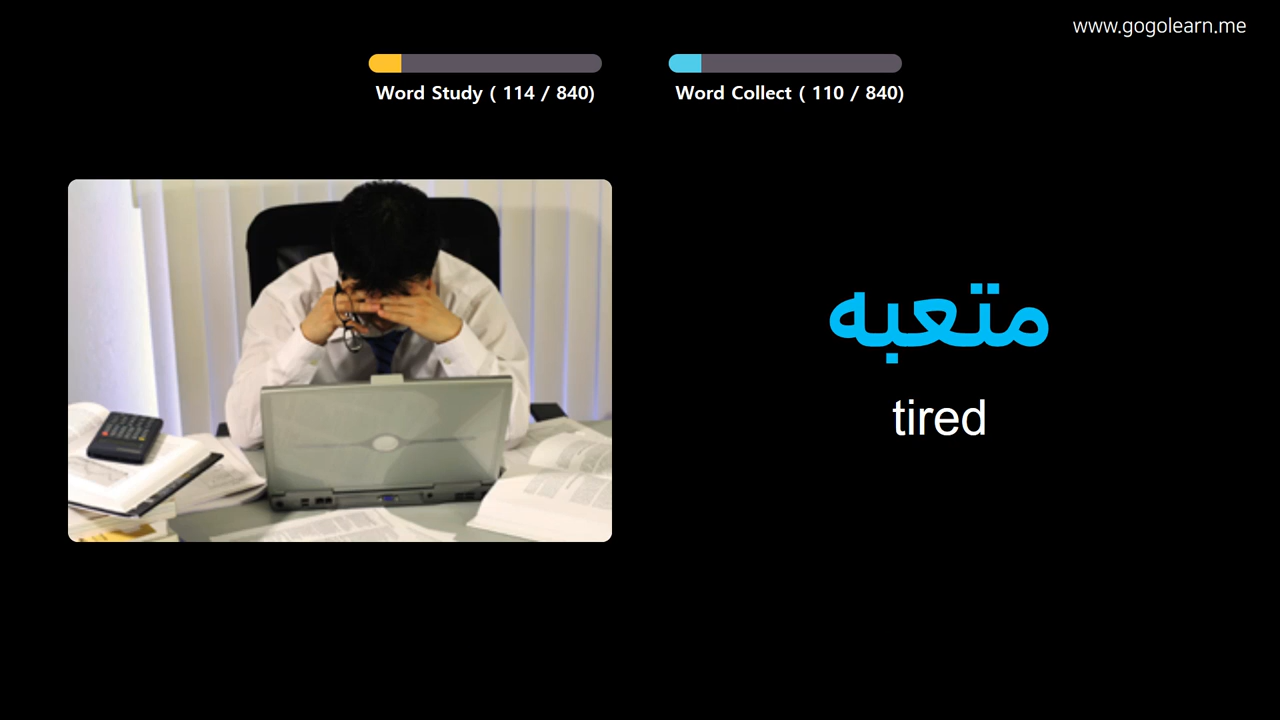 www.gogolearn.me
Word Study ( 114 / 840)
Word Collect ( 110 / 840)
متعبه
tired